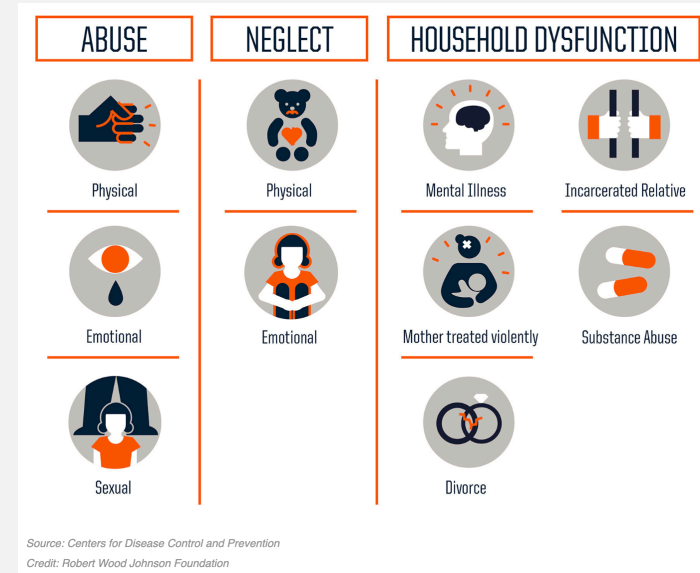 ABUSE
NEGLECT
HOUSEHOLD DYSFUNCTION
Physical
Physical
Mental Illness
Incarcerated Relative
Emotional
Emotional
Mother treated violently
Substance Abuse
Sexual
Divorce
Source: Centers for Disease Control and Prevention
Credit: Robert Wood Johnson Foundation